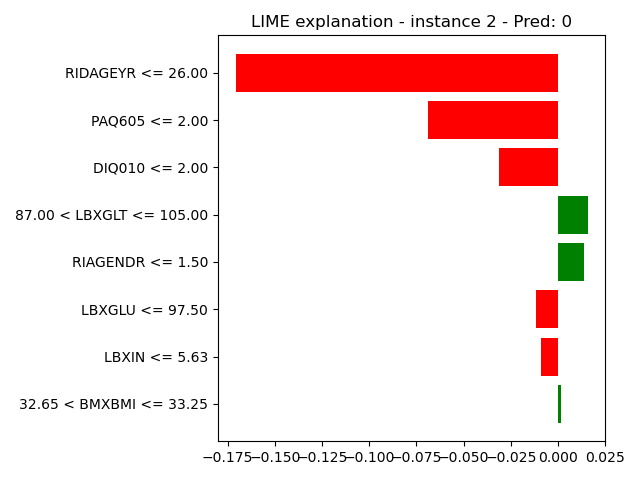 LIME explanation - instance 2 - Pred: 0
RIDAGEYR <= 26.00
PAQ605 <= 2.00
DIQ010 <= 2.00
87.00 < LBXGLT <= 105.00
RIAGENDR <= 1.50
LBXGLU <= 97.50
LBXIN <= 5.63
32.65 < BMXBMI <= 33.25
−0.175 −0.150 −0.125 −0.100 −0.075 −0.050 −0.025 0.000 0.025